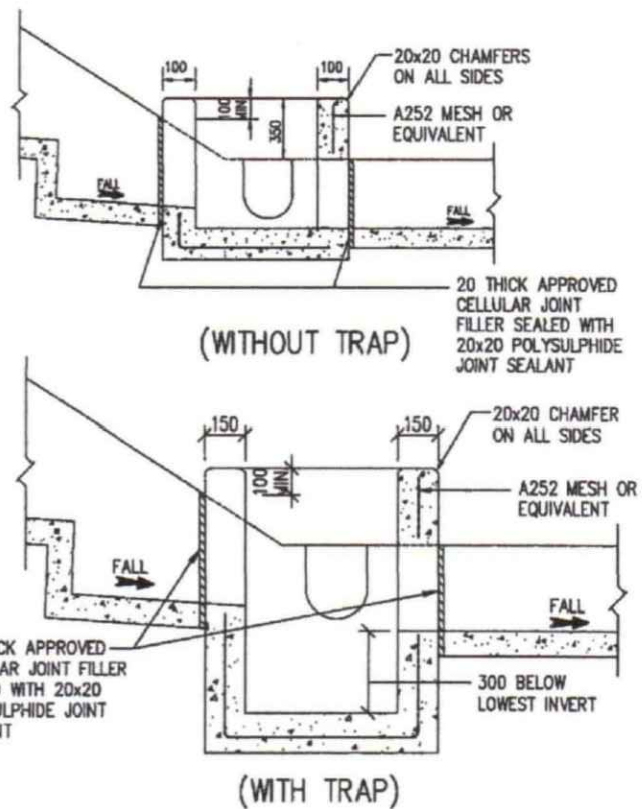 100
100
20x20 CHAMFERS
ON ALL SIDES
100
MIN
350
A252 MESH OR
EQUIVALENT
FALL
FALL
20 THICK APPROVED
CELLULAR JOINT
FILLER SEALED WITH
20x20 POLYSULPHIDE
JOINT SEALANT
(WITHOUT TRAP)
150
150
20x20 CHAMFER
ON ALL SIDES
100
MIN
A252 MESH OR
EQUIVALENT
FALL
FALL
CK APPROVED
AR JOINT FILLER
WITH 20x20
ULPHIDE JOINT
NT
300 BELOW
LOWEST INVERT
(WITH TRAP)